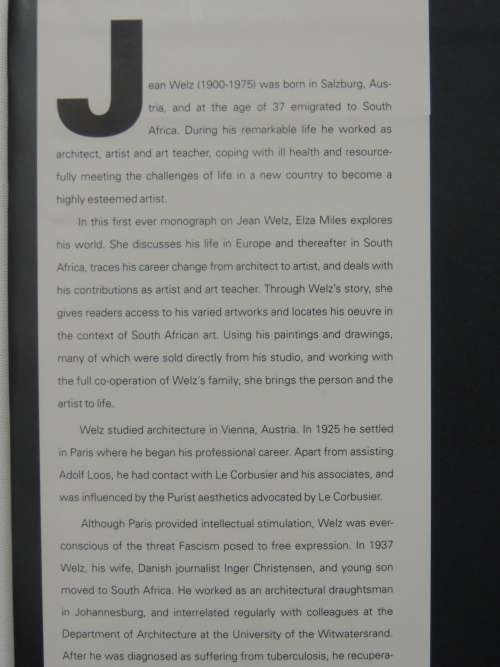 Jean Welz (1900-1975) was born in Salzburg, Aus-
tria, and at the age of 37 emigrated to South
Africa. During his remarkable life he worked as
architect, artist and art teacher, coping with ill health and resource-
fully meeting the challenges of life in a new country to become a
highly esteemed artist.
In this first ever monograph on Jean Welz, Elza Miles explores
his world. She discusses his life in Europe and thereafter in South
Africa, traces his career change from architect to artist, and deals with
his contributions as artist and art teacher. Through Welz's story, she
gives readers access to his varied artworks and locates his oeuvre in
the context of South African art. Using his paintings and drawings,
many of which were sold directly from his studio, and working with
the full co-operation of Welz's family, she brings the person and the
artist to life.
Welz studied architecture in Vienna, Austria. In 1925 he settled
in Paris where he began his professional career. Apart from assisting
Adolf Loos, he had contact with Le Corbusier and his associates, and
was influenced by the Purist aesthetics advocated by Le Corbusier.
Although Paris provided intellectual stimulation, Welz was ever-
conscious of the threat Fascism posed to free expression. In 1937
Welz, his wife, Danish journalist Inger Christensen, and young son
moved to South Africa. He worked as an architectural draughtsman
in Johannesburg, and interrelated regularly with colleagues at the
Department of Architecture at the University of the Witwatersrand.
After he was diagnosed as suffering from tuberculosis, he recupera-